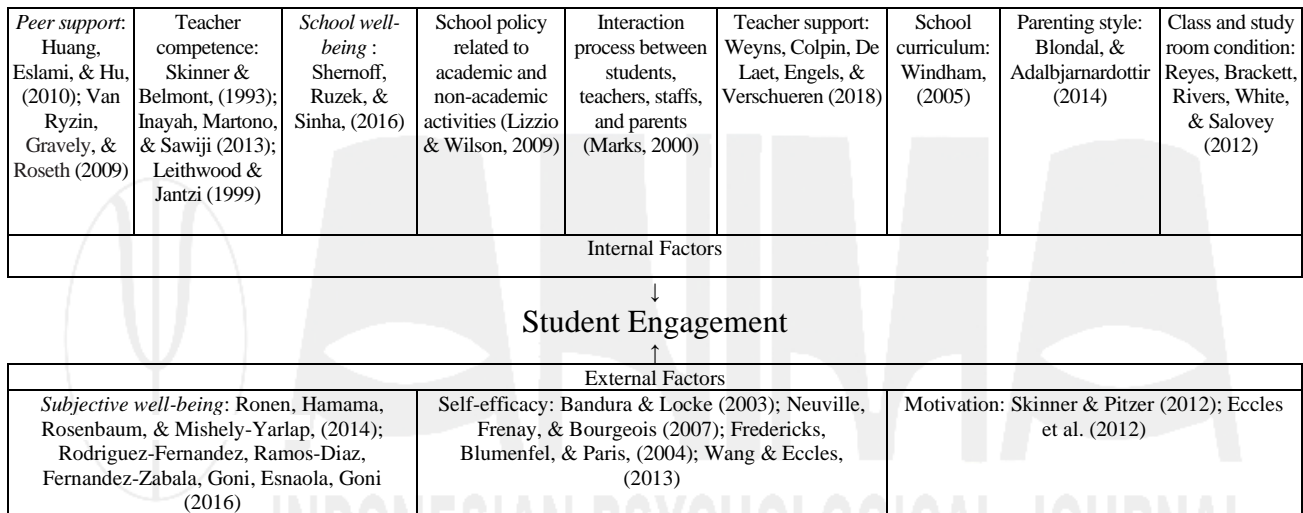 Peer support:
Huang,
Eslami, & Hu,
(2010); Van
Ryzin,
Gravely, &
Roseth (2009)
Teacher
competence:
Skinner &
Belmont, (1993);
Inayah, Martono,
& Sawiji (2013);
Leithwood &
Jantzi (1999)
School well-
being :
Shernoff,
Ruzek, &
Sinha, (2016)
School policy
related to
academic and
non-academic
activities (Lizzio
& Wilson, 2009)
Interaction
process between
students,
teachers, staffs,
and parents
(Marks, 2000)
Teacher support:
Weyns, Colpin, De
Laet, Engels, &
Verschueren (2018)
School
curriculum:
Windham,
(2005)
Parenting style:
Blondal, &
Adalbjarnardottir
(2014)
Class and study
room condition:
Reyes, Brackett,
Rivers, White,
& Salovey
(2012)
Internal Factors
↓
Student Engagement
↑
External Factors
Subjective well-being: Ronen, Hamama,
Rosenbaum, & Mishely-Yarlap, (2014);
Rodriguez-Fernandez, Ramos-Diaz,
Fernandez-Zabala, Goni, Esnaola, Goni
(2016)
Self-efficacy: Bandura & Locke (2003); Neuville,
Frenay, & Bourgeois (2007); Fredericks,
Blumenfel, & Paris, (2004); Wang & Eccles,
(2013)
Motivation: Skinner & Pitzer (2012); Eccles
et al. (2012)
INDONESIAN PSYCHOLOGICAL JOURNAL